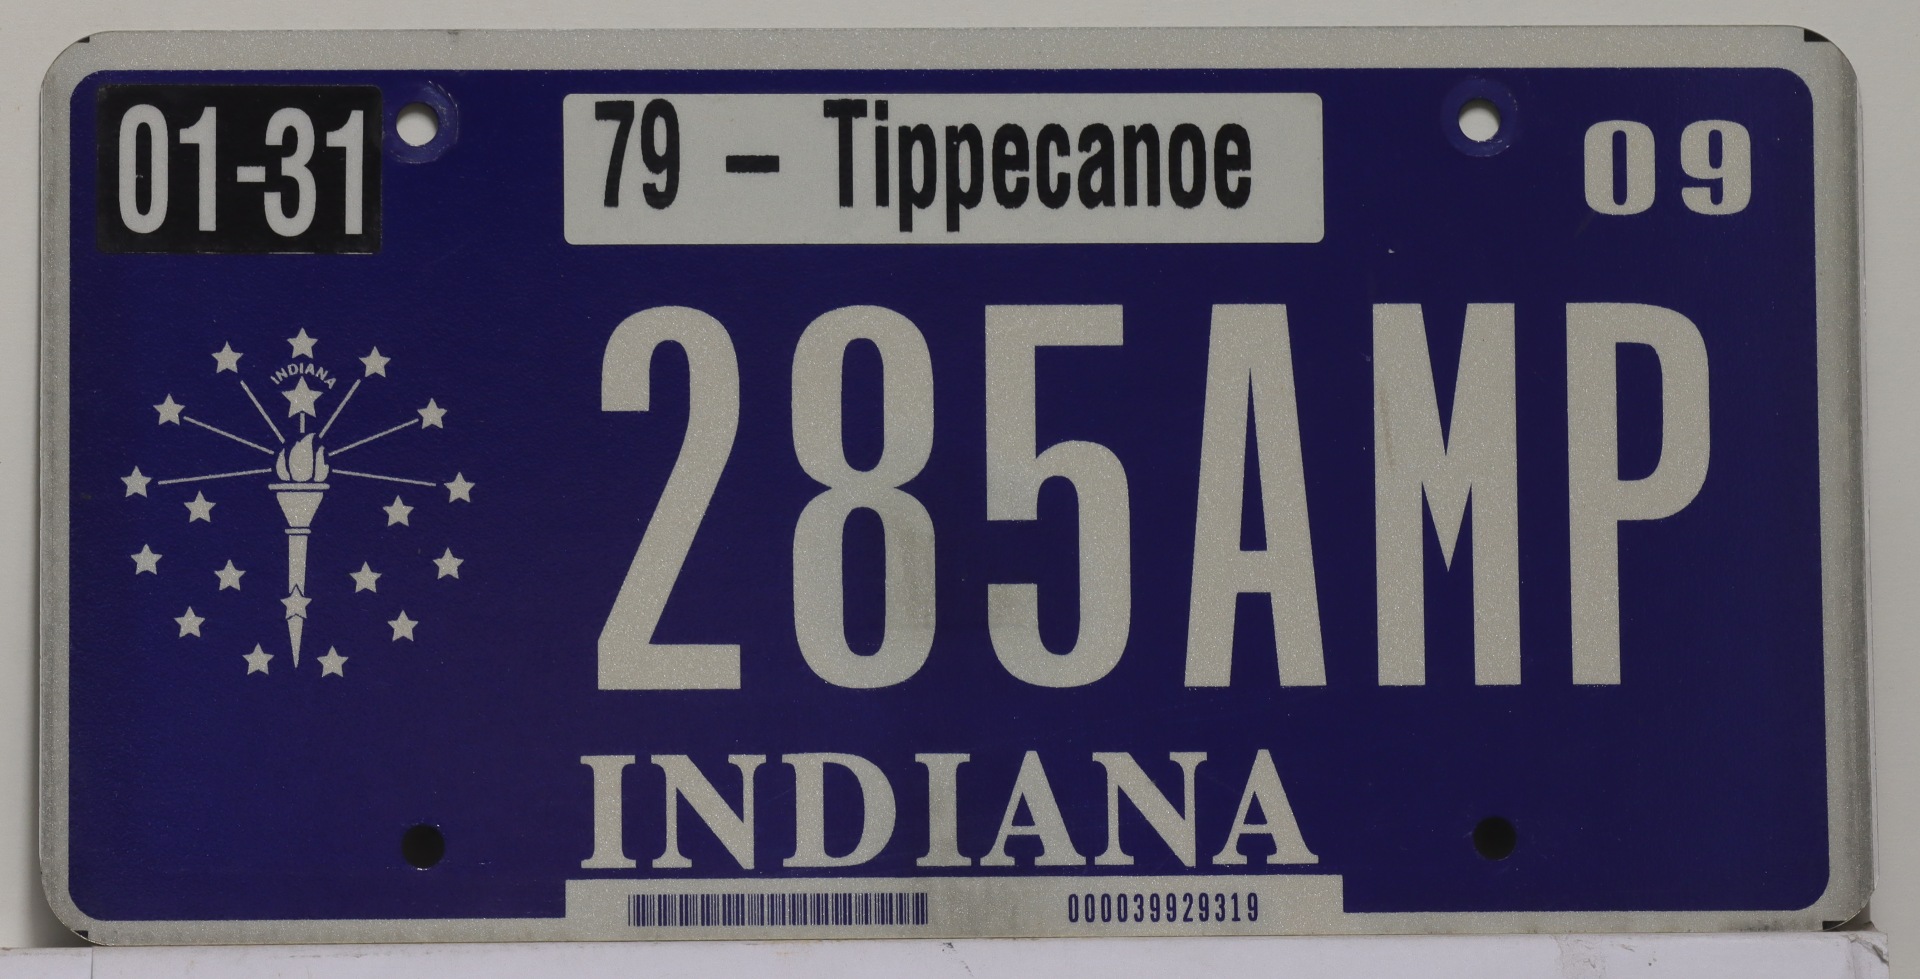 01-31
79 - Tippecanoe
09
INDIANA
285AMP
INDIANA
000039929319